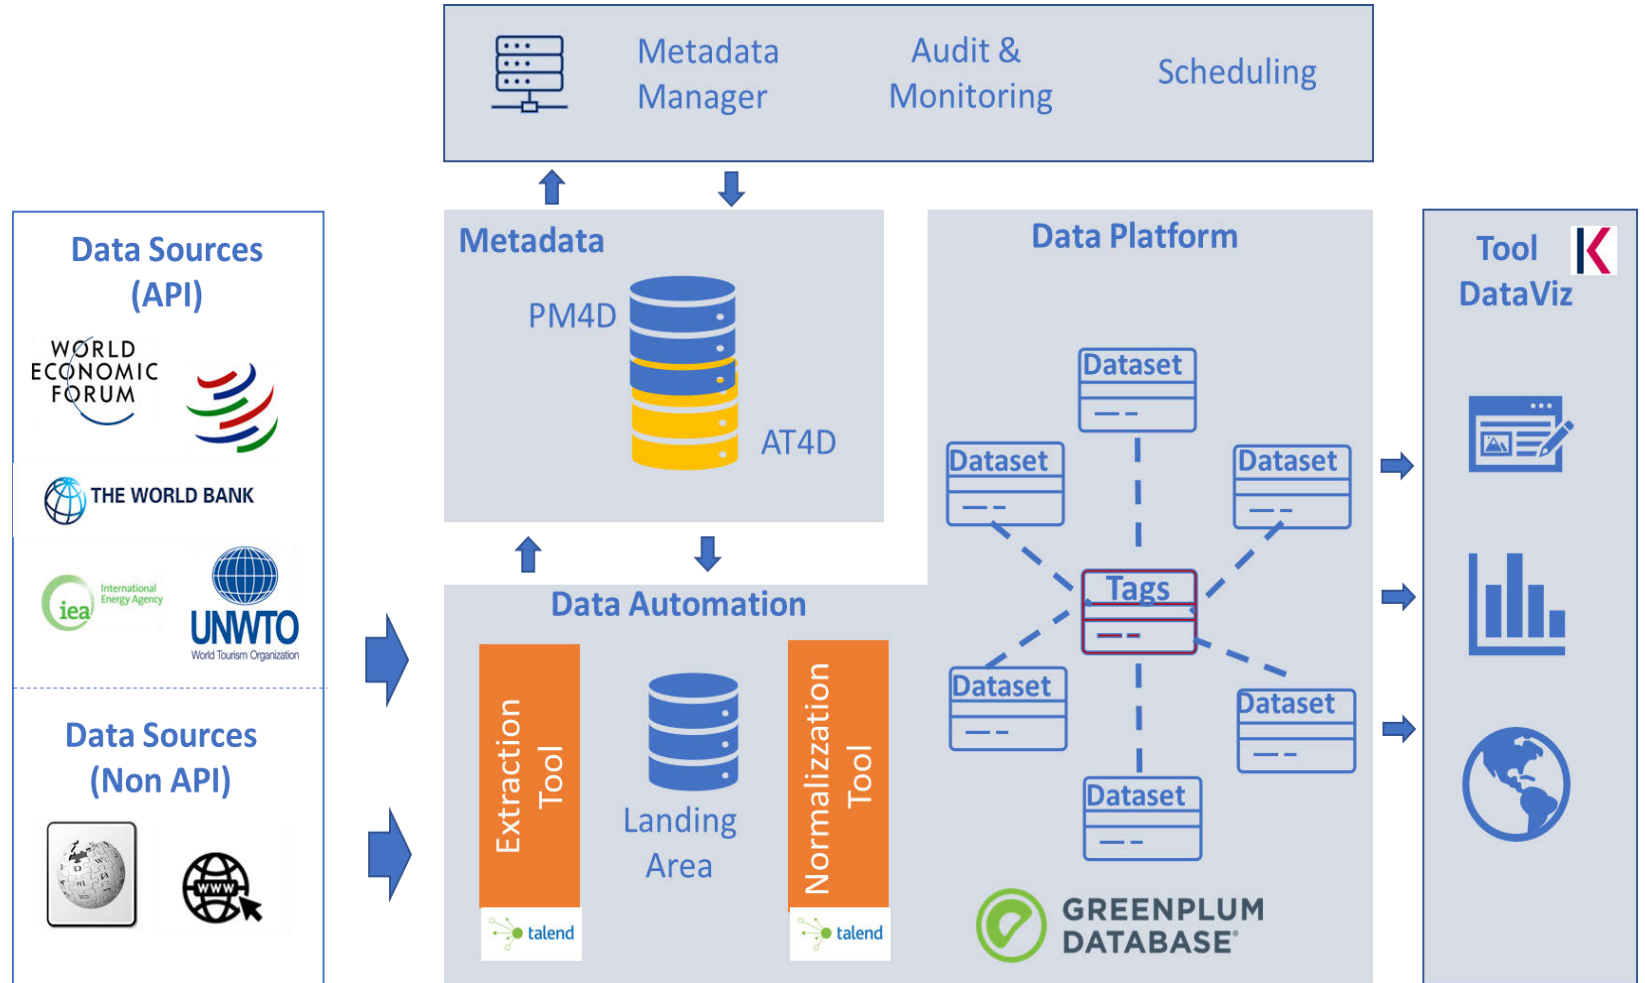 Metadata
Manager
Audit &
Monitoring
Scheduling
Data Sources
(API)
WORLD
ECONOMIC
FORUM
THE WORLD BANK
iea
International
Energy Agency
UNWTO
World Tourism Organization
Data Sources
(Non API)
WWW
Metadata
PM4D
AT4D
Data Automation
Extraction
Tool
talend
Landing
Area
Normalizzation
Tool
talend
Data Platform
Dataset
Dataset
Dataset
Tags
Dataset
Dataset
Dataset
GREENPLUM
DATABASE®
Tool
DataViz
K